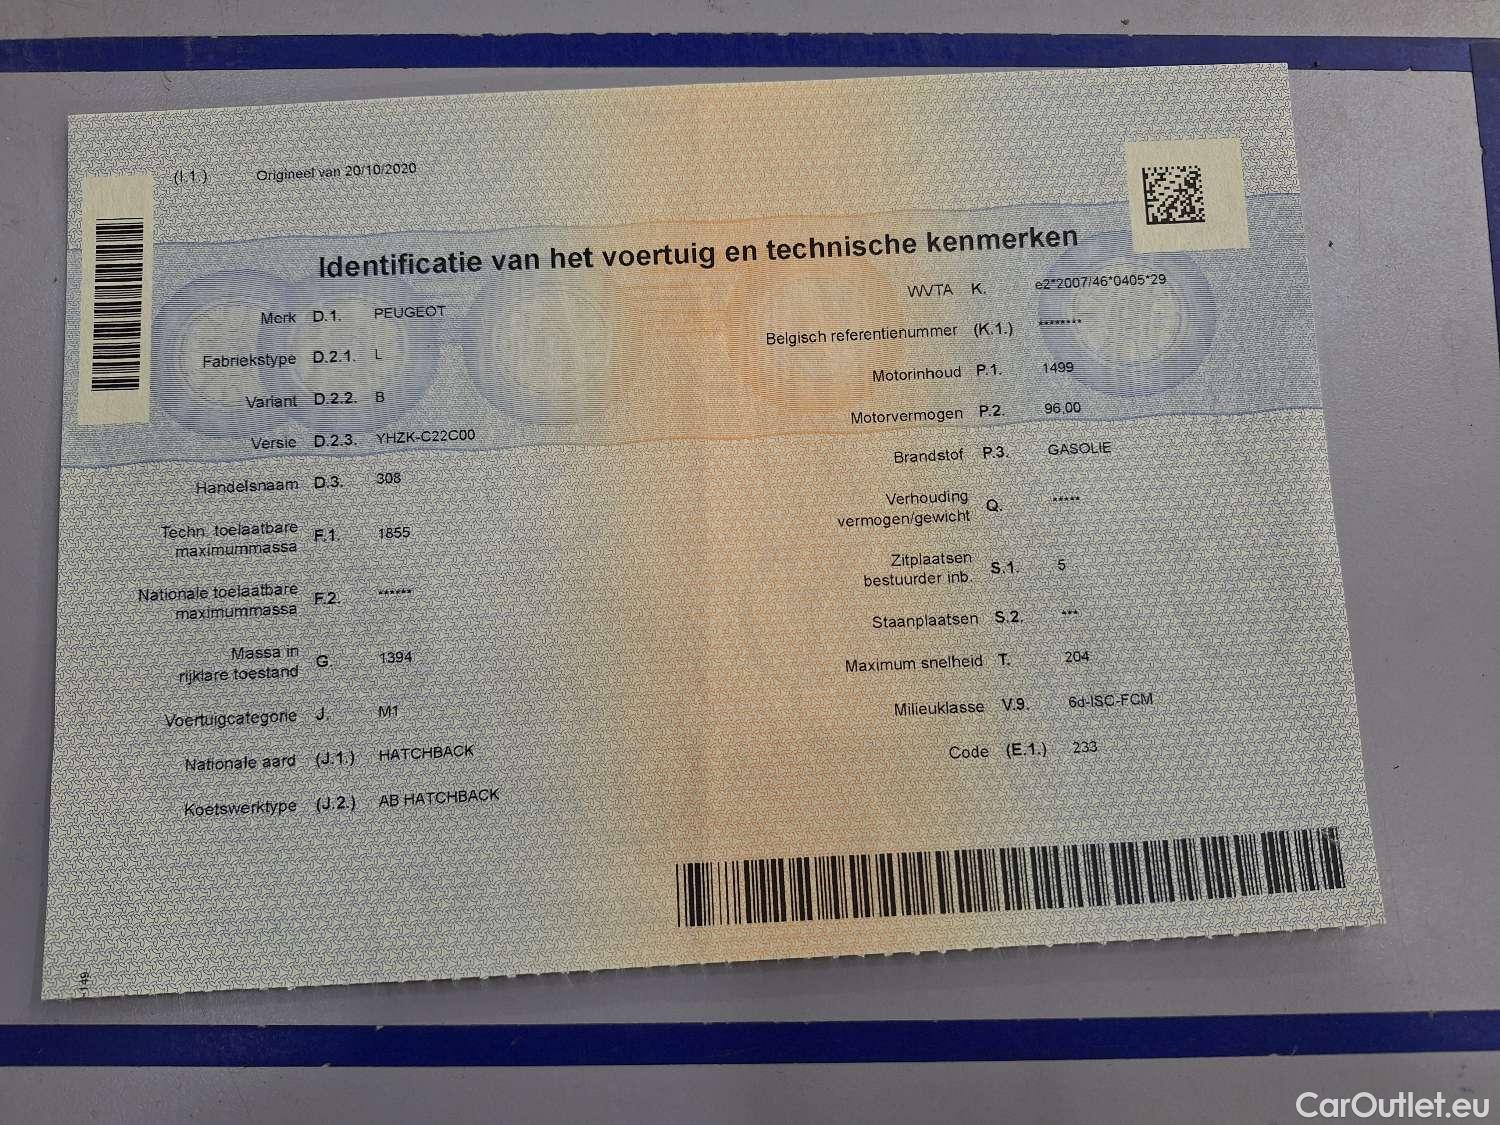 (I.1.) Origineel van 20/10/2020
Identificatie van het voertuig en technische kenmerken
Merk D.1. PEUGEOT
Fabriekstype D.2.1. L
Variant D.2.2. B
Versie D.2.3. YHZK-C22C00
Handelsnaam D.3. 308
Techn. toelaatbare
maximummassa F.1. 1855
Nationale toelaatbare
maximummassa F.2. ******
Massa in
rijklare toestand G. 1394
Voertuigcategorie J. M1
Nationale aard (J.1.) HATCHBACK
Koetswerktype (J.2.) AB HATCHBACK
WVTA K. e2*2007/46*0405*29
Belgisch referentienummer (K.1.) ********
Motorinhoud P.1. 1499
Motorvermogen P.2. 96,00
Brandstof P.3. GASOLIE
Verhouding
vermogen/gewicht Q. *****
Zitplaatsen
bestuurder inb. S.1. 5
Staanplaatsen S.2. ***
Maximum snelheid T. 204
Milieuklasse V.9. 6d-ISC-FCM
Code (E.1.) 233
CarOutlet.eu